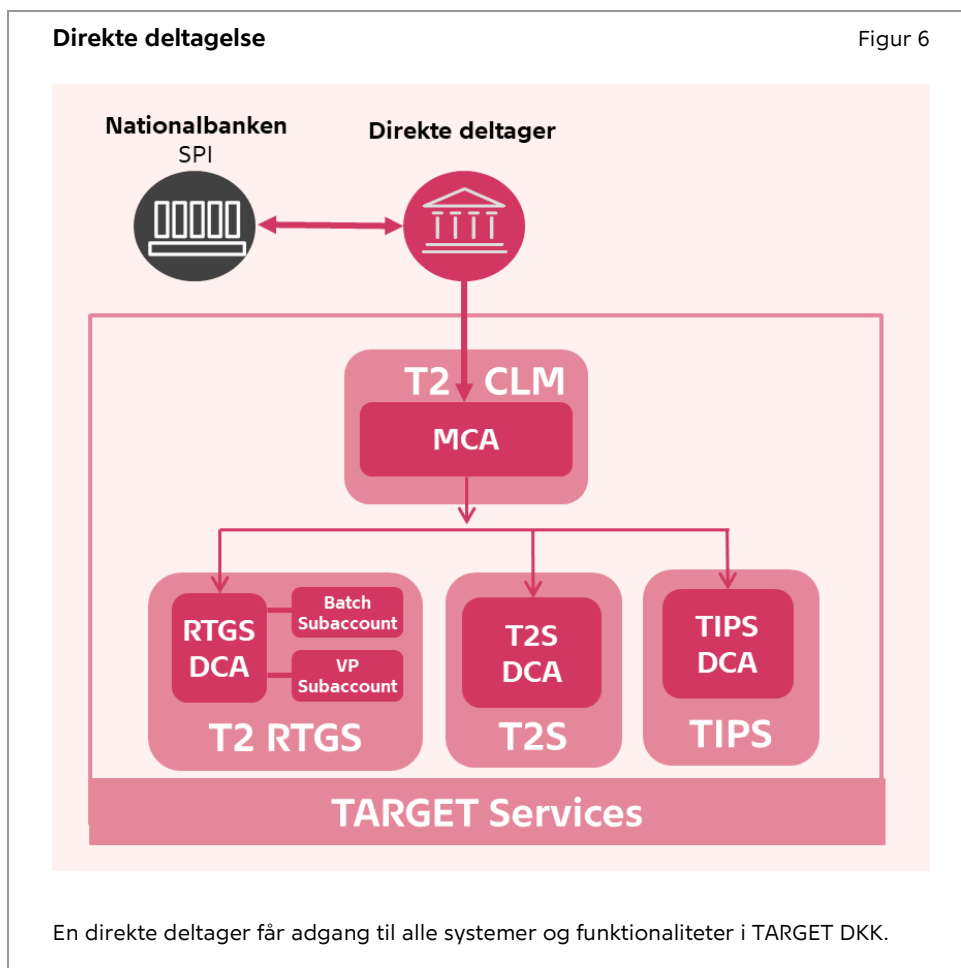 Direkte deltagelse
Figur 6
Nationalbanken
SPI
Direkte deltager
T2 CLM
MCA
RTGS
DCA
Batch
Subaccount
VP
Subaccount
T2 RTGS
T2S
DCA
T2S
TIPS
DCA
TIPS
TARGET Services
En direkte deltager får adgang til alle systemer og funktionaliteter i TARGET DKK.